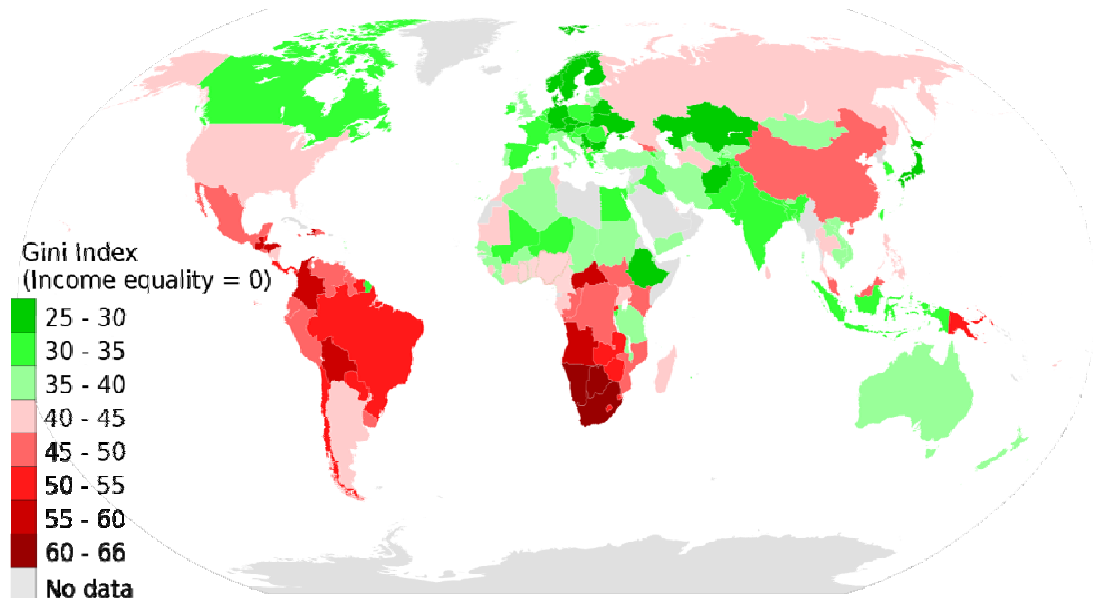 Gini Index
(Income equality = 0)
25 - 30
30 - 35
35 - 40
40 - 45
45 - 50
50 - 55
55 - 60
60 - 66
No data